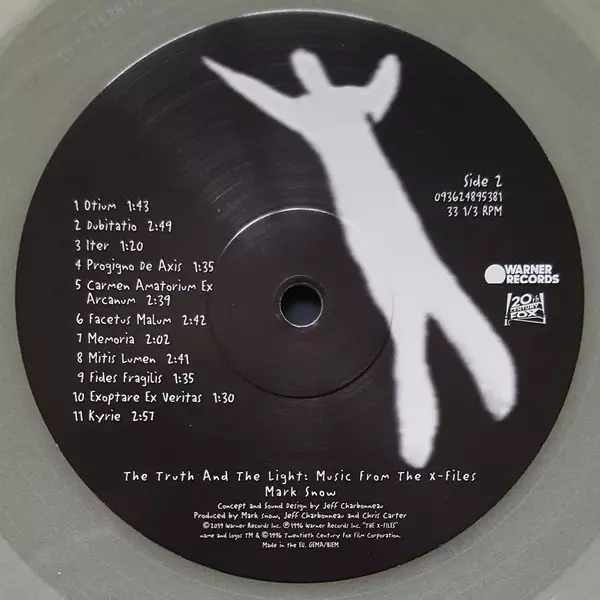 Side 2
093624895381
33 1/3 RPM
1 Otium 1:43
2 Dubitatio 2:49
3 Iter 1:20
4 Progigno De Axis 1:35
5 Carmen Amatorium Ex
Arcanum 2:39
6 Facetus Malum 2:42
7 Memoria 2:02
8 Mitis Lumen 2:41
9 Fides Fragilis 1:35
10 Exoptare Ex Veritas 1:30
11 Kyrie 2:57
WARNER
RECORDS
20th
CENTURY
FOX
The Truth And The Light: Music From The X-Files
Mark Snow
Concept and Sound Design by Jeff Charbonneau
Produced by Mark Snow, Jeff Charbonneau and Chris Carter
©2019 Warner Records Inc. ℗1996 Warner Records Inc. "THE X-FILES"
name and logos TM & ©1996 Twentieth Century Fox Film Corporation.
Made in the EU. GEMA/BIEM